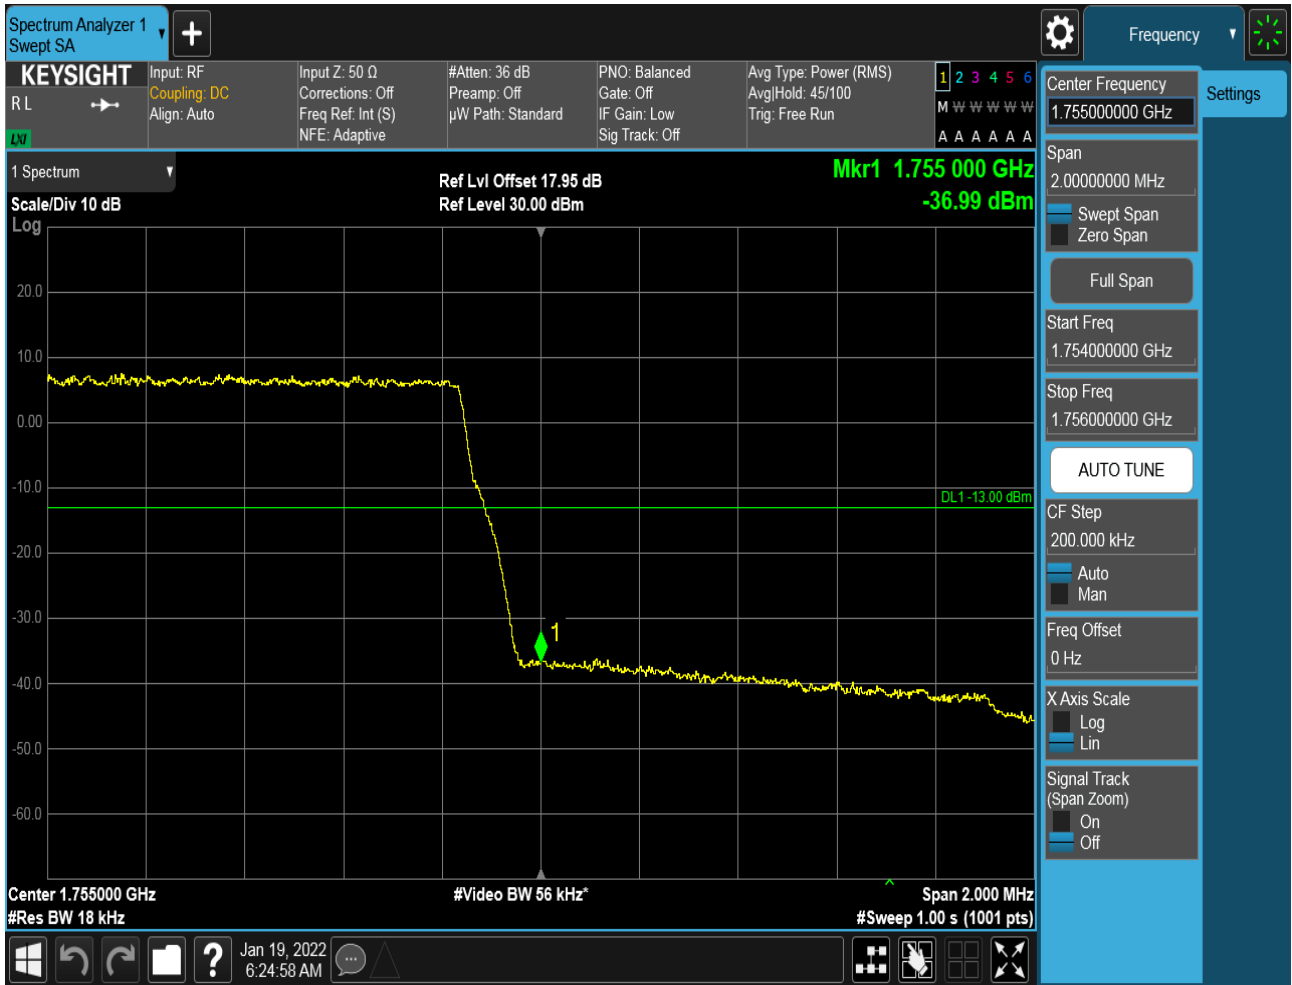 Spectrum Analyzer 1
Swept SA
Frequency
KEYSIGHT
R L
LXI
Input: RF
Coupling: DC
Align: Auto
Input Z: 50 Ω
Corrections: Off
Freq Ref: Int (S)
NFE: Adaptive
#Atten: 36 dB
Preamp: Off
µW Path: Standard
PNO: Balanced
Gate: Off
IF Gain: Low
Sig Track: Off
Avg Type: Power (RMS)
Avg|Hold: 45/100
Trig: Free Run
1 2 3 4 5 6
M W W W W W
A A A A A A
1 Spectrum
Scale/Div 10 dB
Log
Ref Lvl Offset 17.95 dB
Ref Level 30.00 dBm
Mkr1 1.755 000 GHz
-36.99 dBm
20.0
10.0
0.00
-10.0
-20.0
-30.0
-40.0
-50.0
-60.0
DL1 -13.00 dBm
1
Center 1.755000 GHz
#Res BW 18 kHz
#Video BW 56 kHz*
Span 2.000 MHz
#Sweep 1.00 s (1001 pts)
Center Frequency
1.755000000 GHz
Settings
Span
2.00000000 MHz
Swept Span
Zero Span
Full Span
Start Freq
1.754000000 GHz
Stop Freq
1.756000000 GHz
AUTO TUNE
CF Step
200.000 kHz
Auto
Man
Freq Offset
0 Hz
X Axis Scale
Log
Lin
Signal Track
(Span Zoom)
On
Off
?
Jan 19, 2022
6:24:58 AM